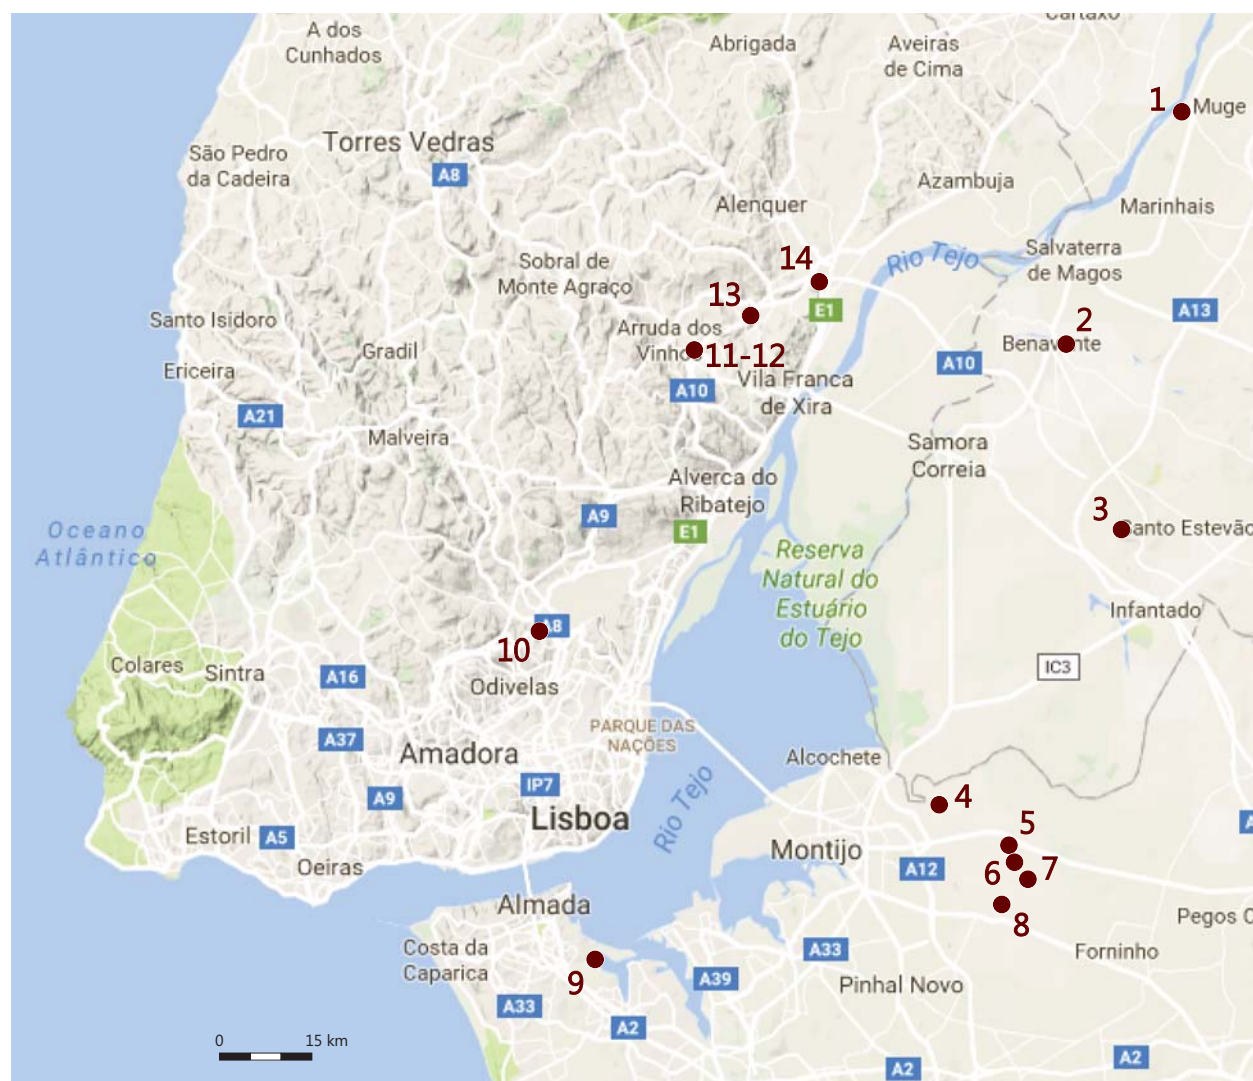 A dos
Cunhados
Abrigada
Aveiras
de Cima
Cartaxo
1
Muge
Torres Vedras
A8
São Pedro
da Cadeira
Azambuja
Alenquer
Marinhais
14
Rio Tejo
Salvaterra
de Magos
Sobral de
Monte Agraço
13
E1
A13
Santo Isidoro
Arruda dos
Vinhos
11-12
2
Benavente
Gradil
Ericeira
A10
A10
Vila Franca
de Xira
A21
Malveira
Samora
Correia
Alverca do
Ribatejo
A9
E1
3
Santo Estevão
Oceano
Atlântico
Reserva
Natural do
Estuário
do Tejo
Infantado
A8
10
Colares
Sintra
A16
Odivelas
IC3
PARQUE DAS
NAÇÕES
A37
Amadora
Alcochete
IP7
A9
Rio Tejo
4
Lisboa
Estoril
A5
5
Montijo
A12
6
7
Oeiras
8
Almada
Pegos
Costa da
Caparica
9
A33
A39
Forninho
Pinhal Novo
A33
A2
0
15 km
A2
A2